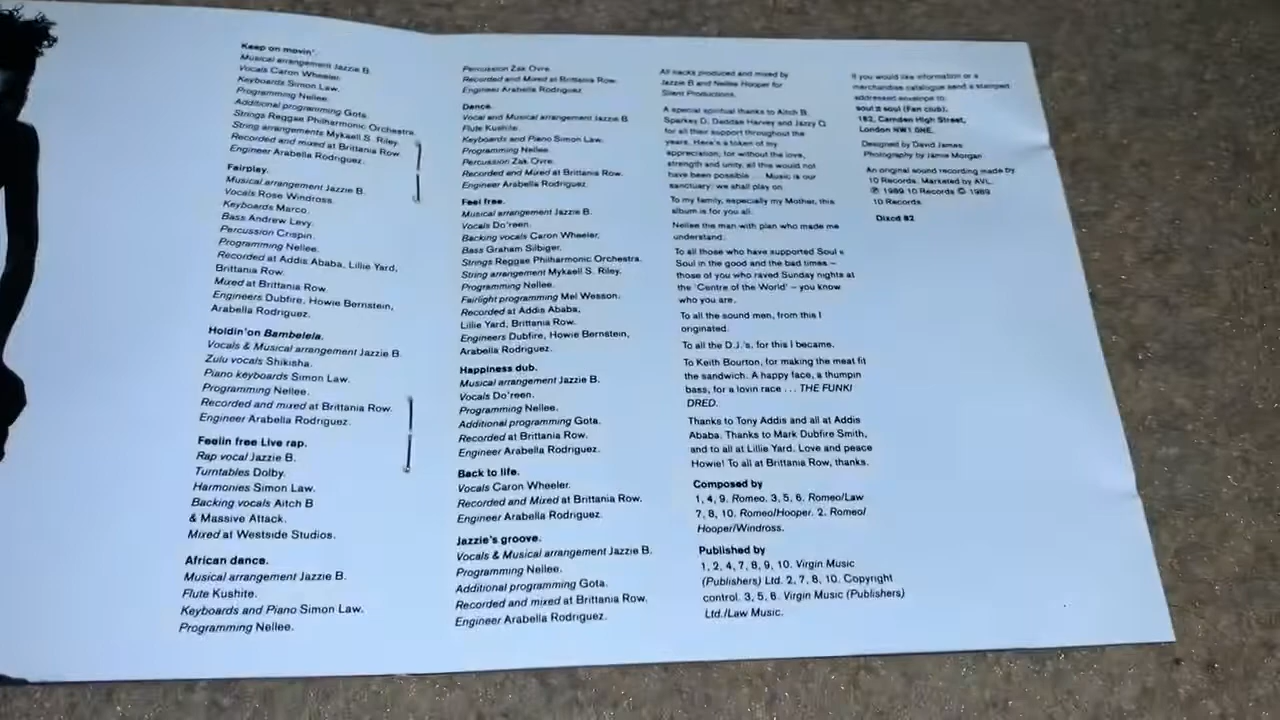 Keep on movin'.
Musical arrangement Jazzie B.
Vocals Caron Wheeler.
Keyboards Simon Law.
Programming Nellee.
Additional programming Gota.
Strings Reggae Philharmonic Orchestra.
String arrangements Mykaell S. Riley.
Recorded and mixed at Brittania Row.
Engineer Arabella Rodriguez.
Fairplay.
Musical arrangement Jazzie B.
Vocals Rose Windross.
Keyboards Marco.
Bass Andrew Levy.
Percussion Crispin.
Programming Nellee.
Recorded at Addis Ababa, Lillie Yard,
Brittania Row.
Mixed at Brittania Row.
Engineers Dubfire, Howie Bernstein,
Arabella Rodriguez.
Holdin'on Bambelela.
Vocals & Musical arrangement Jazzie B.
Zulu vocals Shikisha.
Piano keyboards Simon Law.
Programming Nellee.
Recorded and mixed at Brittania Row.
Engineer Arabella Rodriguez.
Feelin free Live rap.
Rap vocal Jazzie B.
Turntables Dolby.
Harmonies Simon Law.
Backing vocals Aitch B
& Massive Attack.
Mixed at Westside Studios.
African dance.
Musical arrangement Jazzie B.
Flute Kushite.
Keyboards and Piano Simon Law.
Programming Nellee.
Percussion Zak Ovre.
Recorded and Mixed at Brittania Row.
Engineer Arabella Rodriguez.
Dance.
Vocal and Musical arrangement Jazzie B.
Flute Kushite.
Keyboards and Piano Simon Law.
Programming Nellee.
Percussion Zak Ovre.
Recorded and Mixed at Brittania Row.
Engineer Arabella Rodriguez.
Feel free.
Musical arrangement Jazzie B.
Vocals Do'reen.
Backing vocals Caron Wheeler.
Bass Graham Silbiger.
Strings Reggae Philharmonic Orchestra.
String arrangement Mykaell S. Riley.
Programming Nellee.
Fairlight programming Mel Wesson.
Recorded at Addis Ababa,
Lillie Yard, Brittania Row.
Engineers Dubfire, Howie Bernstein,
Arabella Rodriguez.
Happiness dub.
Musical arrangement Jazzie B.
Vocals Do'reen.
Programming Nellee.
Additional programming Gota.
Recorded at Brittania Row.
Engineer Arabella Rodriguez.
Back to life.
Vocals Caron Wheeler.
Recorded and Mixed at Brittania Row.
Engineer Arabella Rodriguez.
Jazzie's groove.
Vocals & Musical arrangement Jazzie B.
Programming Nellee.
Additional programming Gota.
Recorded and mixed at Brittania Row.
Engineer Arabella Rodriguez.
All tracks produced and mixed by
Jazzie B and Nellee Hooper for
Silent Productions.
A special spiritual thanks to Aitch B.
Sparkey D. Daddae Harvey and Jazzy Q
for all their support throughout the
years. Here's a token of my
appreciation, for without the love,
strength and unity, all this would not
have been possible ... Music is our
sanctuary; we shall play on.
To my family, especially my Mother, this
album is for you all.
Nellee the man with plan who made me
understand.
To all those who have supported Soul II
Soul in the good and the bad times –
those of you who raved Sunday nights at
the 'Centre of the World' – you know
who you are.
To all the sound men, from this I
originated.
To all the D.J.'s, for this I became.
To Keith Bourton, for making the meat fit
the sandwich. A happy face, a thumpin
bass, for a lovin race ... THE FUNKI
DRED.
Thanks to Tony Addis and all at Addis
Ababa. Thanks to Mark Dubfire Smith,
and to all at Lillie Yard. Love and peace
Howie! To all at Brittania Row, thanks.
Composed by
1, 4, 9. Romeo. 3, 5, 6. Romeo/Law
7, 8, 10. Romeo/Hooper. 2. Romeo/
Hooper/Windross.
Published by
1, 2, 4, 7, 8, 9, 10. Virgin Music
(Publishers) Ltd. 2, 7, 8, 10. Copyright
control. 3, 5, 6. Virgin Music (Publishers)
Ltd./Law Music.
If you would like information or a
merchandise catalogue send a stamped
addressed envelope to:
soul II soul (Fan club),
162, Camden High Street,
London NW1 0NE.
Designed by David James
Photography by Jamie Morgan
An original sound recording made by
10 Records. Marketed by AVL.
℗ 1989 10 Records © 1989
10 Records
Dixcd 82